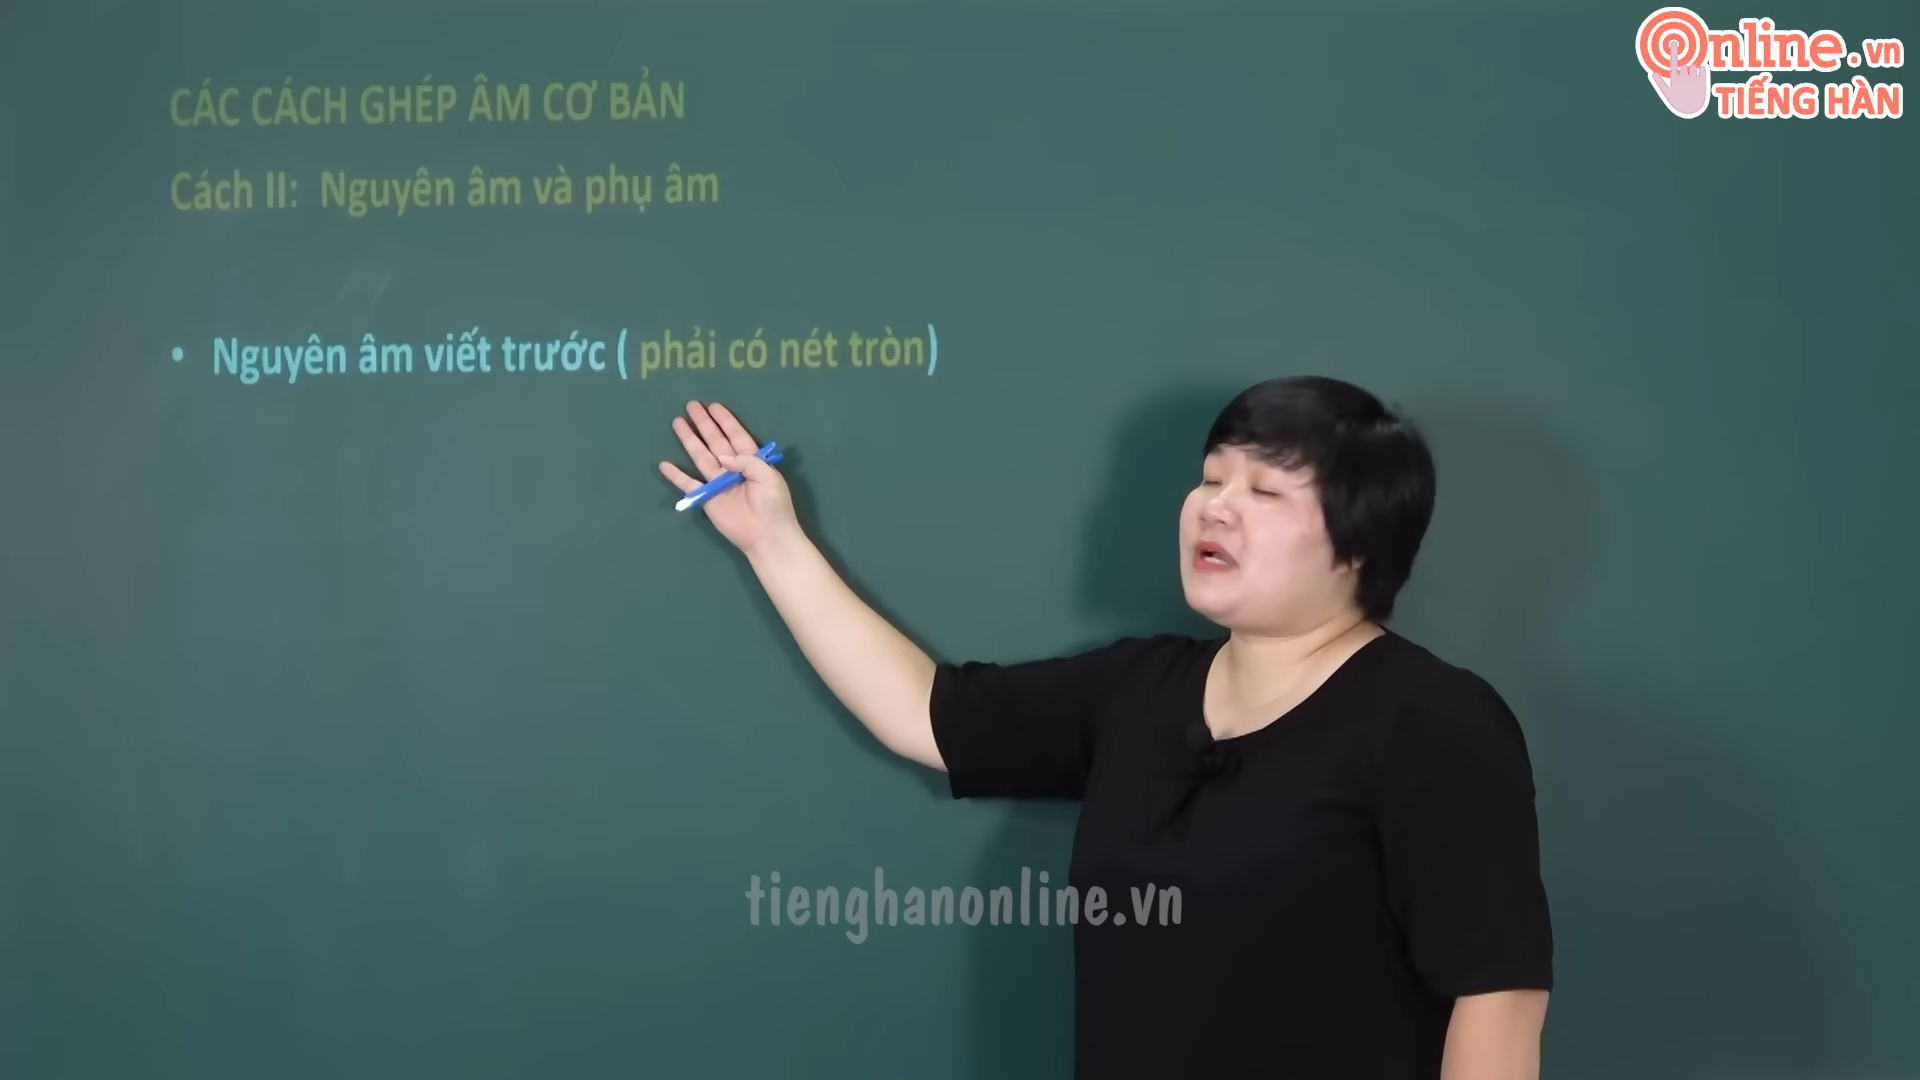 Online.vn
TIẾNG HÀN
CÁC CÁCH GHÉP ÂM CƠ BẢN
Cách II: Nguyên âm và phụ âm
• Nguyên âm viết trước ( phải có nét tròn)
tienghanonline.vn